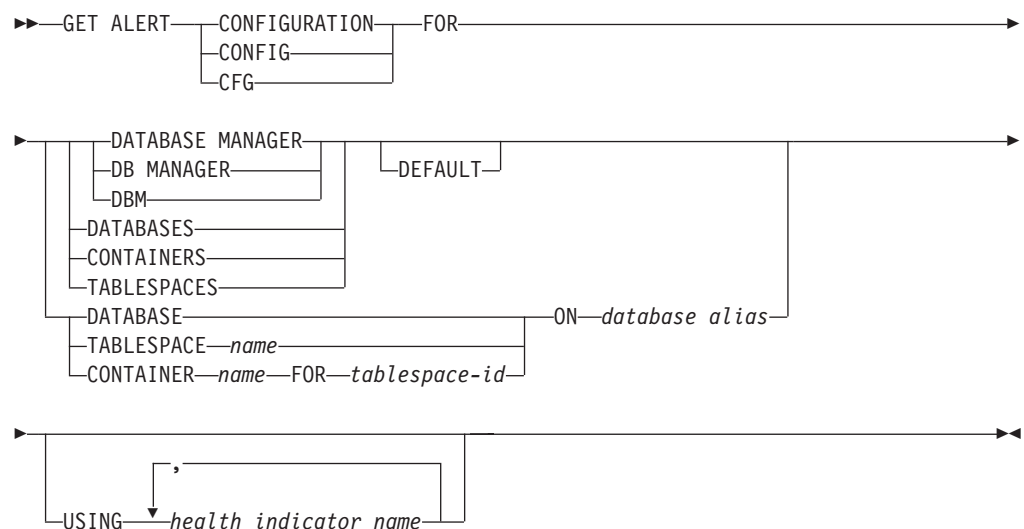 GET ALERT CONFIGURATION FOR
CONFIG
CFG
DATABASE MANAGER
DB MANAGER DEFAULT
DBM
DATABASES
CONTAINERS
TABLESPACES
DATABASE ON database alias
TABLESPACE name
CONTAINER name FOR tablespace-id
,
USING health indicator name